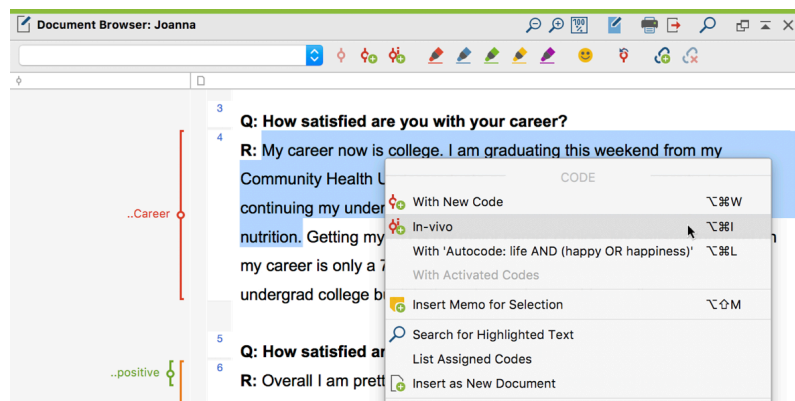 Document Browser: Joanna
100 %
3
Q: How satisfied are you with your career?
4
R: My career now is college. I am graduating this weekend from my
Community Health U
CODE
With New Code ⌥⌘W
..Career
continuing my under
In-vivo ⌥⌘I
nutrition. Getting my
With 'Autocode: life AND (happy OR happiness)' ⌥⌘L
my career is only a 7
With Activated Codes
undergrad college b
Insert Memo for Selection ⌥⇧M
5
Search for Highlighted Text
Q: How satisfied ar
List Assigned Codes
..positive
6
R: Overall I am prett
Insert as New Document